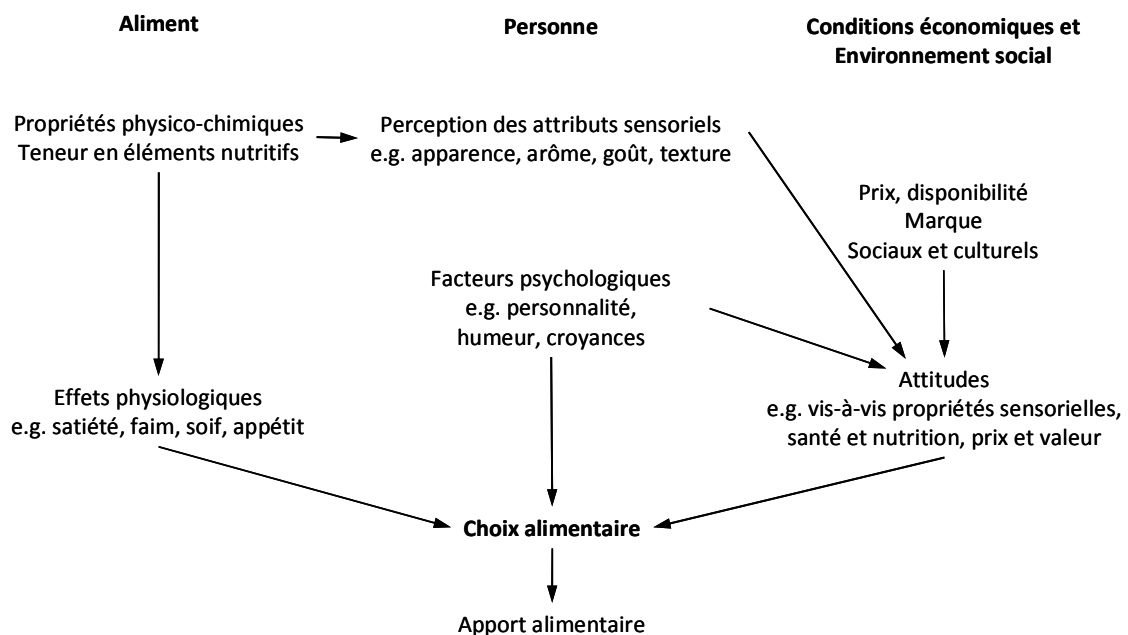 Aliment
Personne
Conditions économiques et
Environnement social
Propriétés physico-chimiques
Teneur en éléments nutritifs
Perception des attributs sensoriels
e.g. apparence, arôme, goût, texture
Prix, disponibilité
Marque
Sociaux et culturels
Facteurs psychologiques
e.g. personnalité,
humeur, croyances
Effets physiologiques
e.g. satiété, faim, soif, appétit
Attitudes
e.g. vis-à-vis propriétés sensorielles,
santé et nutrition, prix et valeur
Choix alimentaire
Apport alimentaire